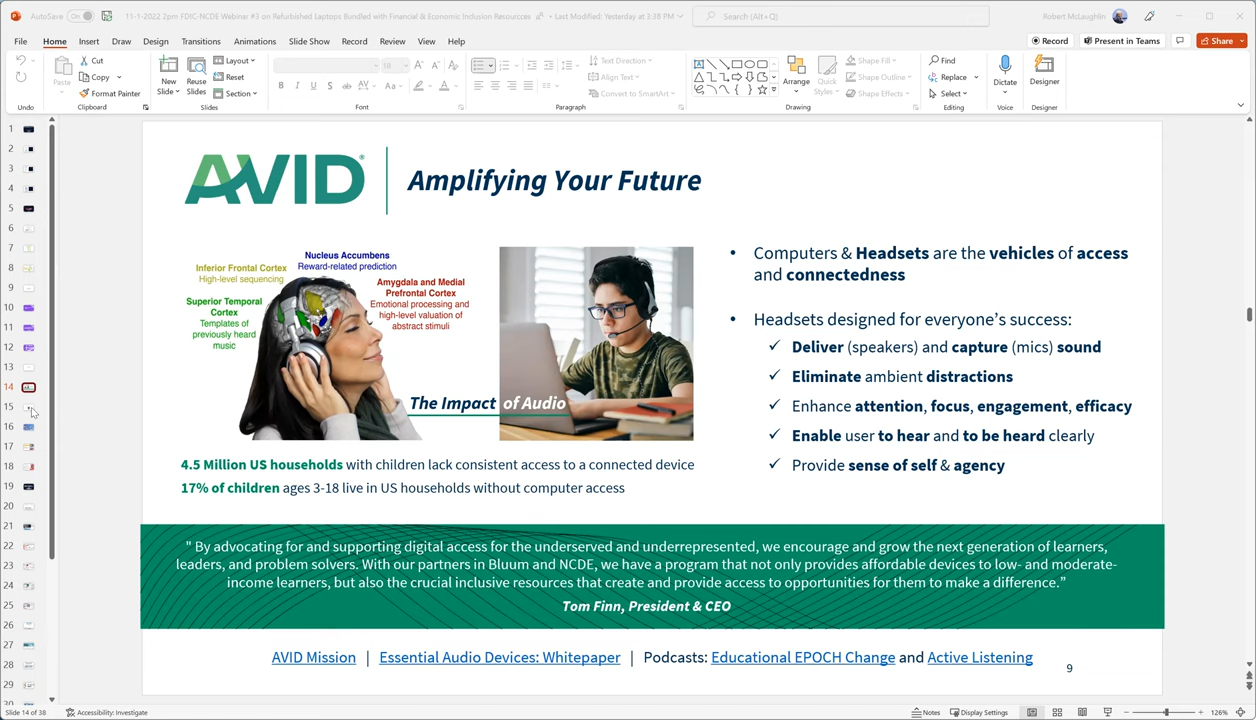 AutoSave Off 11-1-2022 2pm FDIC-NCDE Webinar #3 on Refurbished Laptops Bundled with Financial & Economic Inclusion Resourcces • Last Modified: Yesterday at 3:38 PM
Search (Alt+Q)
Robert McLaughlin
File Home Insert Draw Design Transitions Animations Slide Show Record Review View Help
Record Present in Teams Share
Paste Cut Copy Format Painter
New Slide Reuse Slides Layout Reset Section
18
Text Direction Align Text Convert to SmartArt
Arrange Quick Styles Shape Fill Shape Outline Shape Effects
Find Replace Select
Dictate Designer
Undo Clipboard Slides Font Paragraph Drawing Editing Voice Designer
1
2
3
4
5
6
7
8
9
10
11
12
13
14
15
16
17
18
19
20
21
22
23
24
25
26
27
28
29
30
AVID®
Amplifying Your Future
Nucleus Accumbens
Reward-related prediction
Inferior Frontal Cortex
High-level sequencing
Amygdala and Medial
Prefrontal Cortex
Emotional processing and
high-level valuation of
abstract stimuli
Superior Temporal
Cortex
Templates of
previously heard
music
The Impact of Audio
4.5 Million US households with children lack consistent access to a connected device
17% of children ages 3-18 live in US households without computer access
• Computers & Headsets are the vehicles of access
and connectedness
• Headsets designed for everyone's success:
✓ Deliver (speakers) and capture (mics) sound
✓ Eliminate ambient distractions
✓ Enhance attention, focus, engagement, efficacy
✓ Enable user to hear and to be heard clearly
✓ Provide sense of self & agency
" By advocating for and supporting digital access for the underserved and underrepresented, we encourage and grow the next generation of learners,
leaders, and problem solvers. With our partners in Bluum and NCDE, we have a program that not only provides affordable devices to low- and moderate-
income learners, but also the crucial inclusive resources that create and provide access to opportunities for them to make a difference.”
Tom Finn, President & CEO
AVID Mission | Essential Audio Devices: Whitepaper | Podcasts: Educational EPOCH Change and Active Listening
9
Slide 14 of 38 Accessibility: Investigate
Notes Display Settings 126%